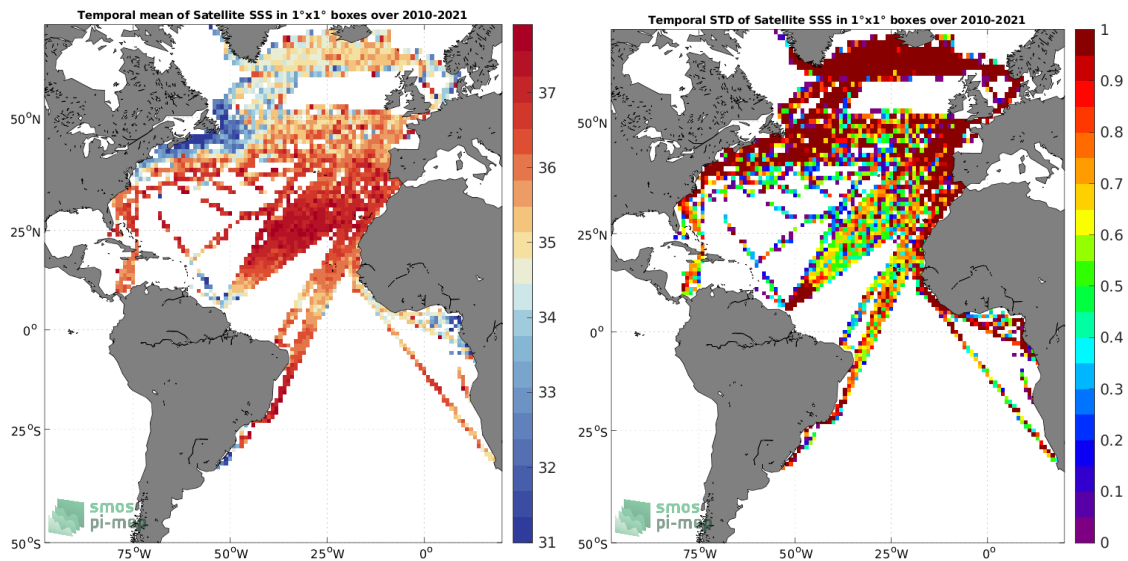 Temporal mean of Satellite SSS in 1°x1° boxes over 2010-2021
50°N
25°N
0°
25°S
50°S
75°W
50°W
25°W
0°
37
36
35
34
33
32
31
smos
pi-mep
Temporal STD of Satellite SSS in 1°x1° boxes over 2010-2021
50°N
25°N
0°
25°S
50°S
75°W
50°W
25°W
0°
1
0.9
0.8
0.7
0.6
0.5
0.4
0.3
0.2
0.1
0
smos
pi-mep